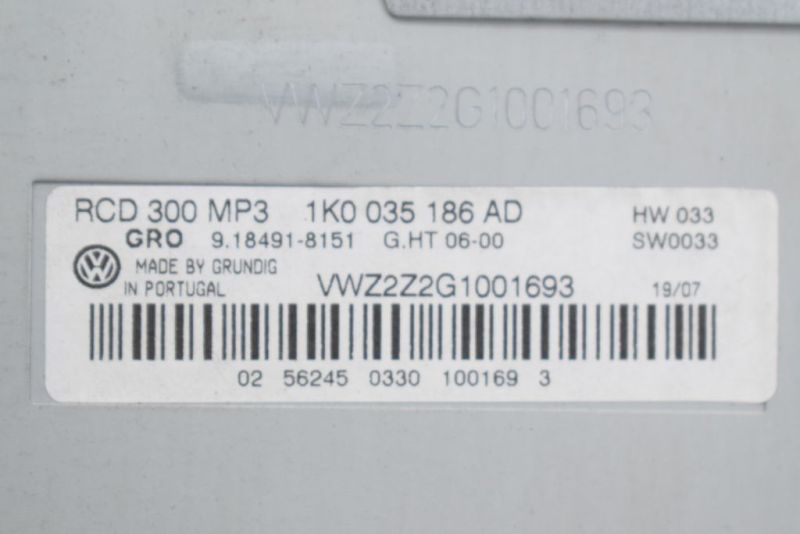 VWZ2Z2G1001693
RCD 300 MP3 1K0 035 186 AD HW 033
GRO 9.18491-8151 G.HT 06-00 SW0033
MADE BY GRUNDIG
IN PORTUGAL VWZ2Z2G1001693 19/07
02 56245 0330 100169 3